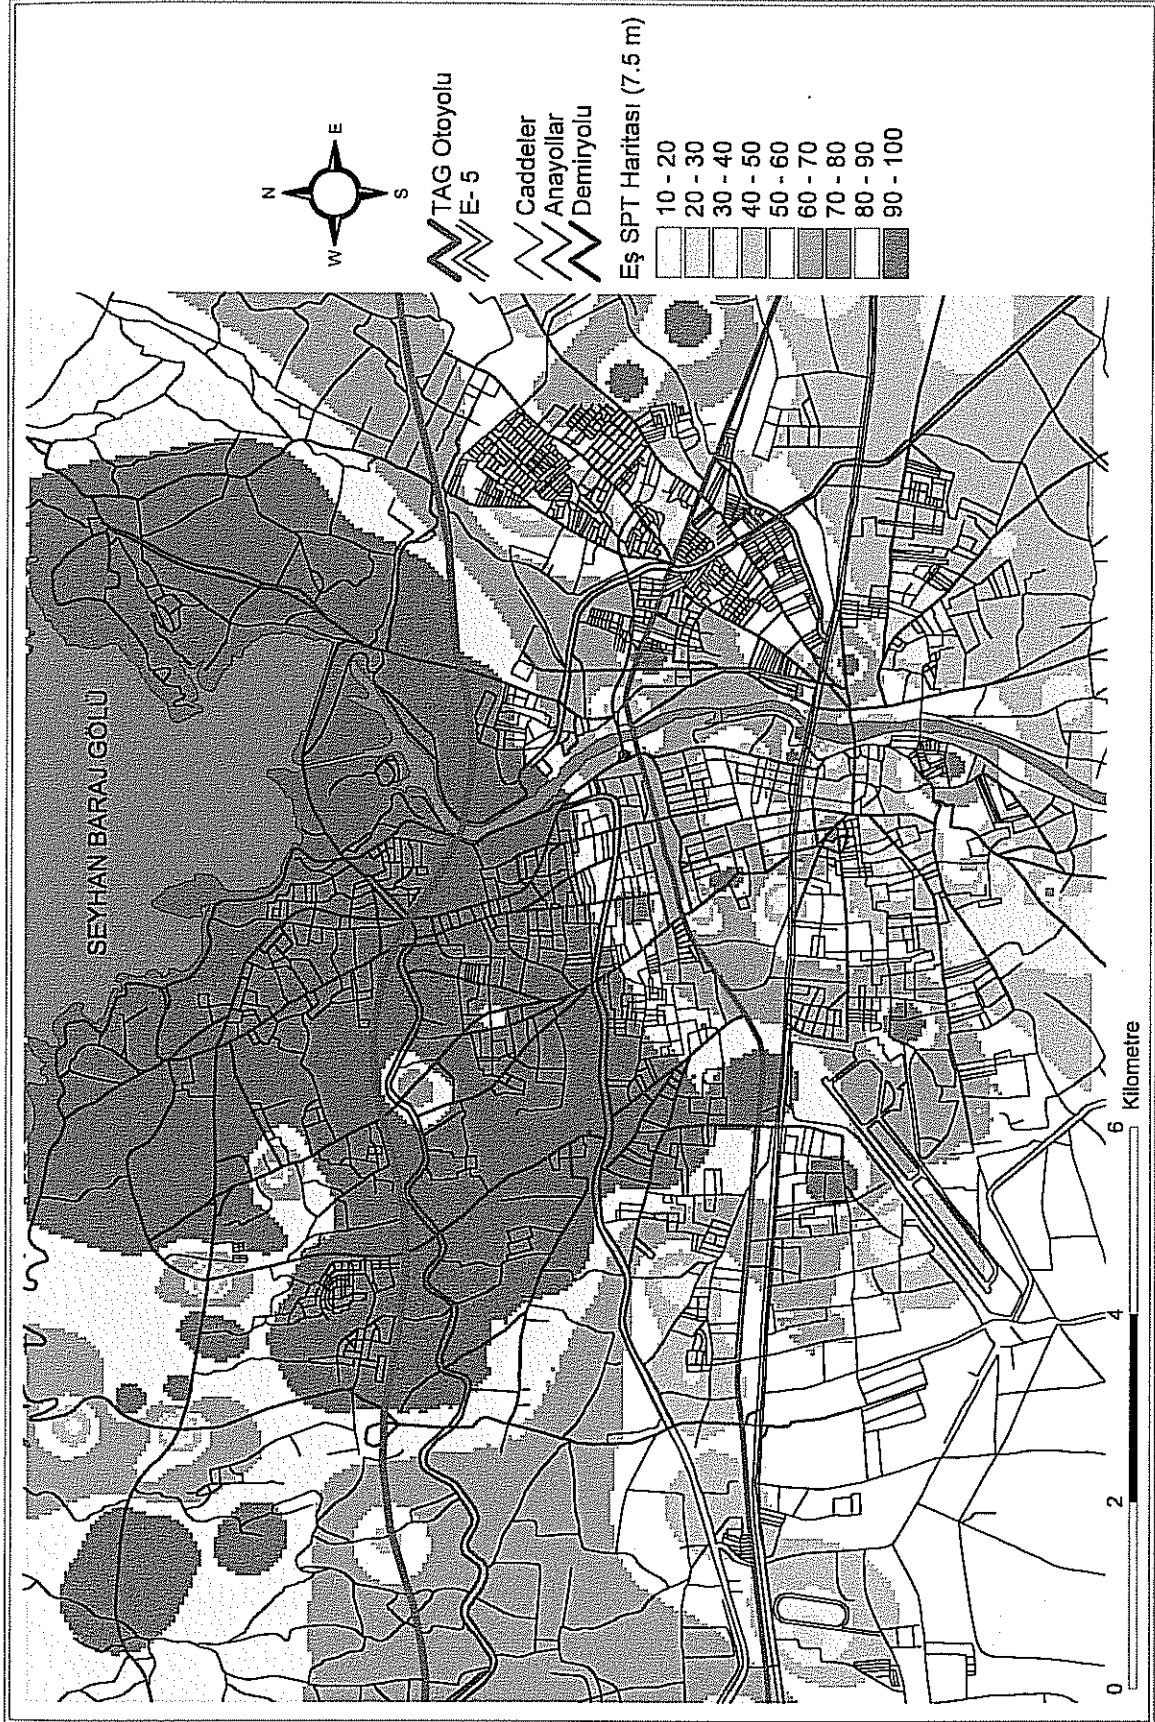 SEYHAN BARAJ GÖLÜ
N
W
E
S
TAG Otoyolu
E- 5
Caddeler
Anayollar
Demiryolu
Eş SPT Haritası (7.5 m)
10 - 20
20 - 30
30 - 40
40 - 50
50 - 60
60 - 70
70 - 80
80 - 90
90 - 100
0 2 4 6 Kilometre